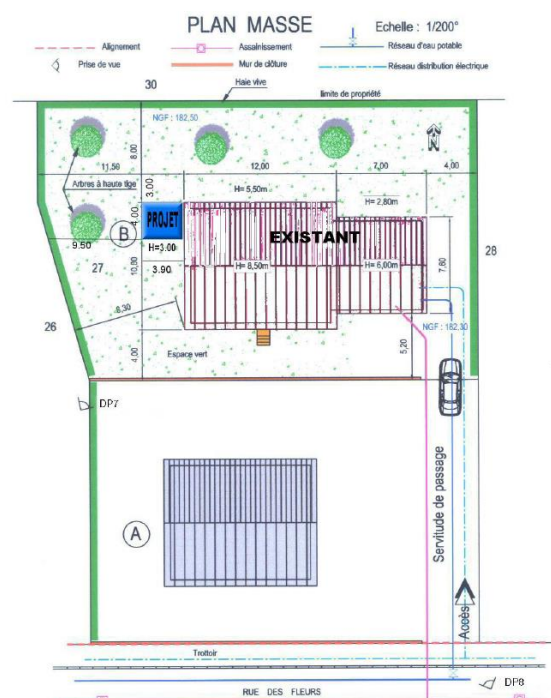 PLAN MASSE
Echelle : 1/200°
Alignement
Assainissement
Réseau d'eau potable
Prise de vue
Mur de clôture
Réseau distribution électrique
30
Haie vive
limite de propriété
NGF : 182,50
8,00
N
11,50
12,00
7,00
4,00
Arbres à haute tige
3.00
H= 5,50m
H= 2,80m
4.00
PROJET
B
EXISTANT
9.50
H=3.00
28
27
10,80
3.90
H= 8,50m
H= 6,00m
7,60
26
8,30
NGF : 182,30
4,00
Espace vert
5,20
DP7
A
Servitude de passage
Accès
Trottoir
DP8
RUE DES FLEURS